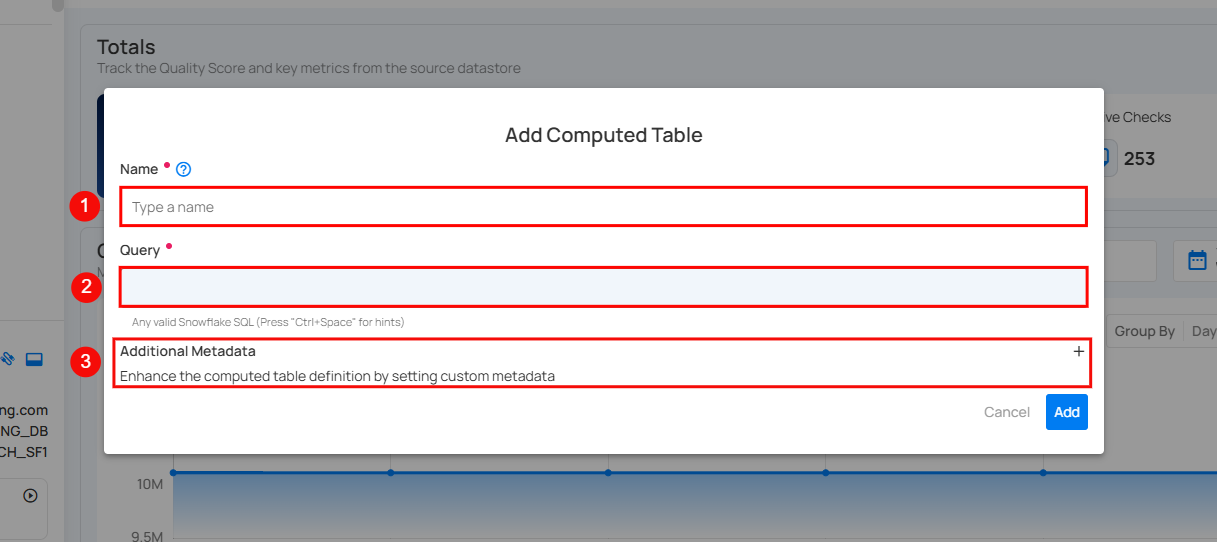 Totals
Track the Quality Score and key metrics from the source datastore
ve Checks
253
Add Computed Table
Name
1
Type a name
Query
2
Any valid Snowflake SQL (Press "Ctrl+Space" for hints)
3
Additional Metadata
Enhance the computed table definition by setting custom metadata
Cancel
Add
Group By
Day
ng.com
NG_DB
CH_SF1
10M
9.5M